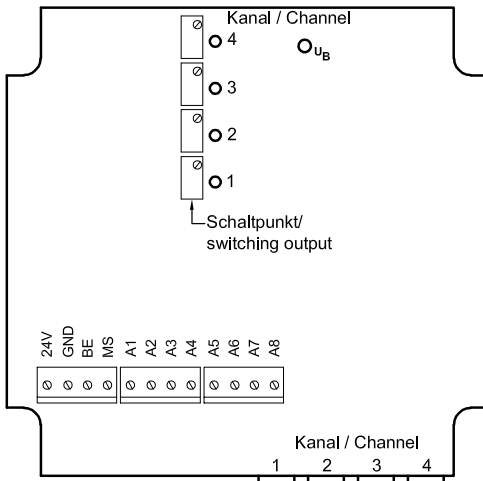 Kanal / Channel
4
UB
3
2
1
Schaltpunkt/
switching output
24V GND BE MS A1 A2 A3 A4 A5 A6 A7 A8
Kanal / Channel
1 2 3 4